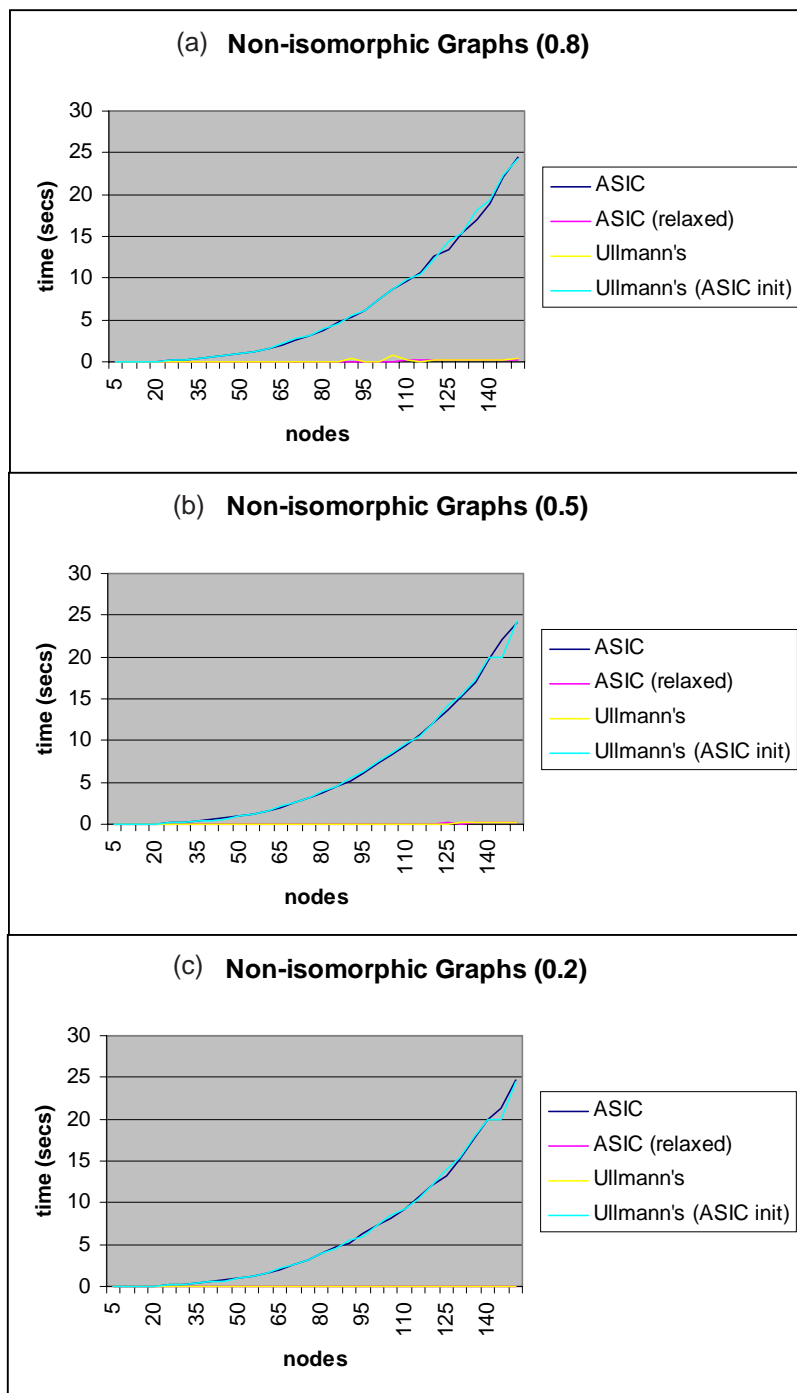 (a) Non-isomorphic Graphs (0.8)
30
25
20
15
10
5
0
time (secs)
5 20 35 50 65 80 95 110 125 140
nodes
ASIC
ASIC (relaxed)
Ullmann's
Ullmann's (ASIC init)
(b) Non-isomorphic Graphs (0.5)
30
25
20
15
10
5
0
time (secs)
5 20 35 50 65 80 95 110 125 140
nodes
ASIC
ASIC (relaxed)
Ullmann's
Ullmann's (ASIC init)
(c) Non-isomorphic Graphs (0.2)
30
25
20
15
10
5
0
time (secs)
5 20 35 50 65 80 95 110 125 140
nodes
ASIC
ASIC (relaxed)
Ullmann's
Ullmann's (ASIC init)